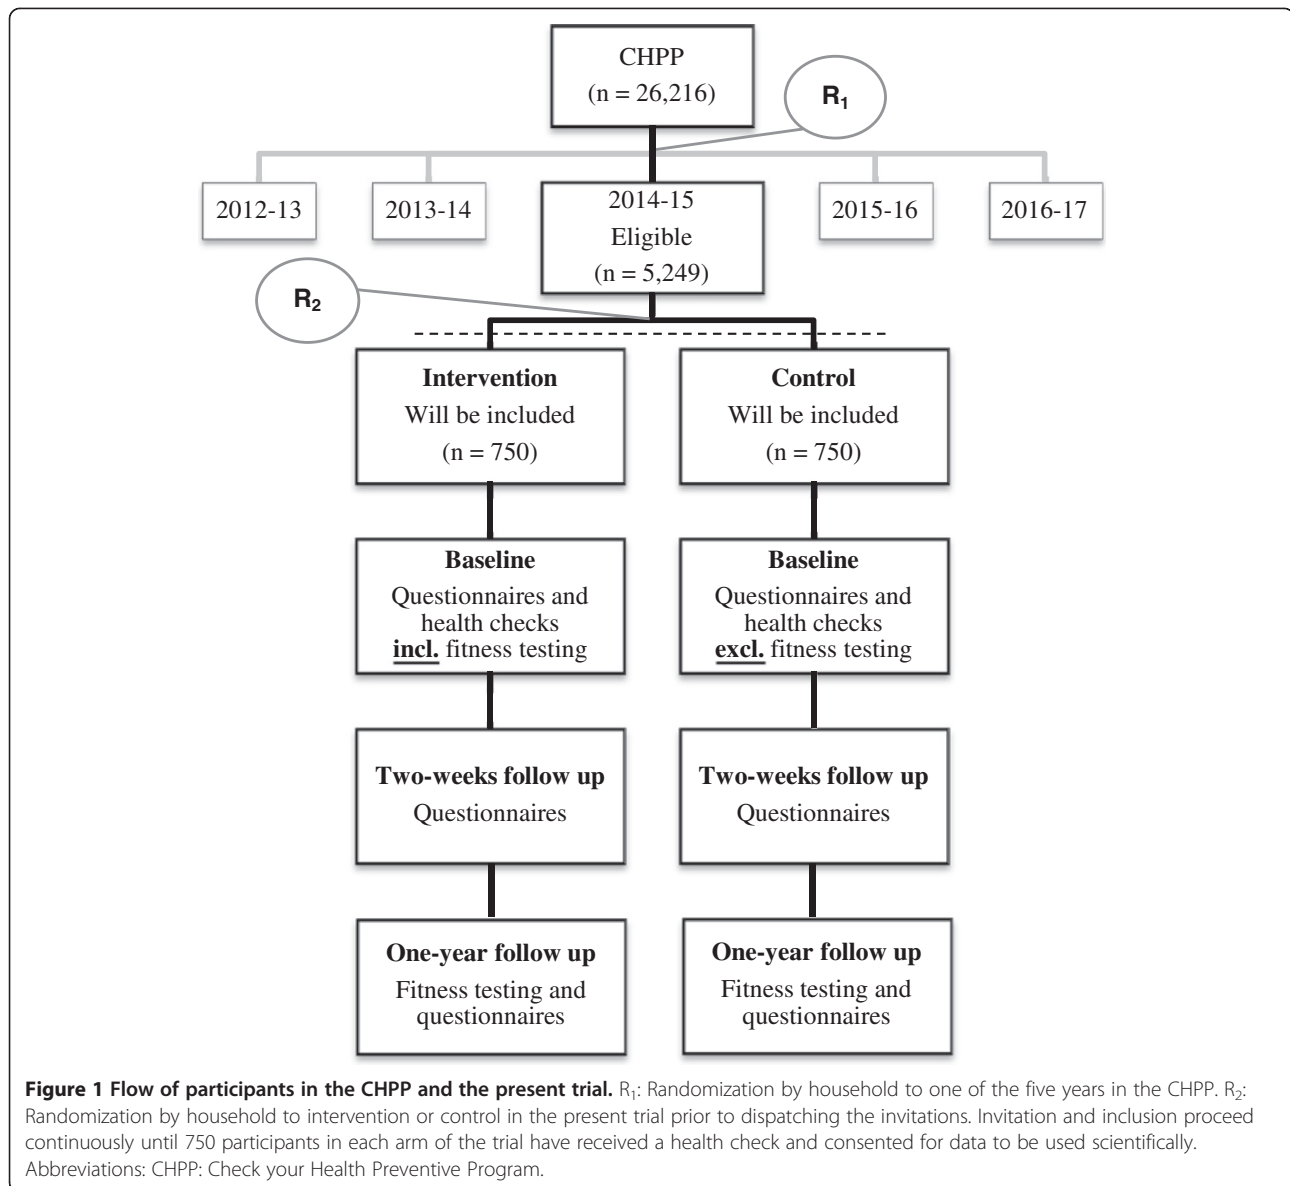 CHPP
(n = 26,216)
R1
2012-13
2013-14
2014-15
Eligible
(n = 5,249)
2015-16
2016-17
R2
Intervention
Will be included
(n = 750)
Control
Will be included
(n = 750)
Baseline
Questionnaires and
health checks
incl. fitness testing
Baseline
Questionnaires and
health checks
excl. fitness testing
Two-weeks follow up
Questionnaires
Two-weeks follow up
Questionnaires
One-year follow up
Fitness testing and
questionnaires
One-year follow up
Fitness testing and
questionnaires
Figure 1 Flow of participants in the CHPP and the present trial. R1: Randomization by household to one of the five years in the CHPP. R2:
Randomization by household to intervention or control in the present trial prior to dispatching the invitations. Invitation and inclusion proceed
continuously until 750 participants in each arm of the trial have received a health check and consented for data to be used scientifically.
Abbreviations: CHPP: Check your Health Preventive Program.